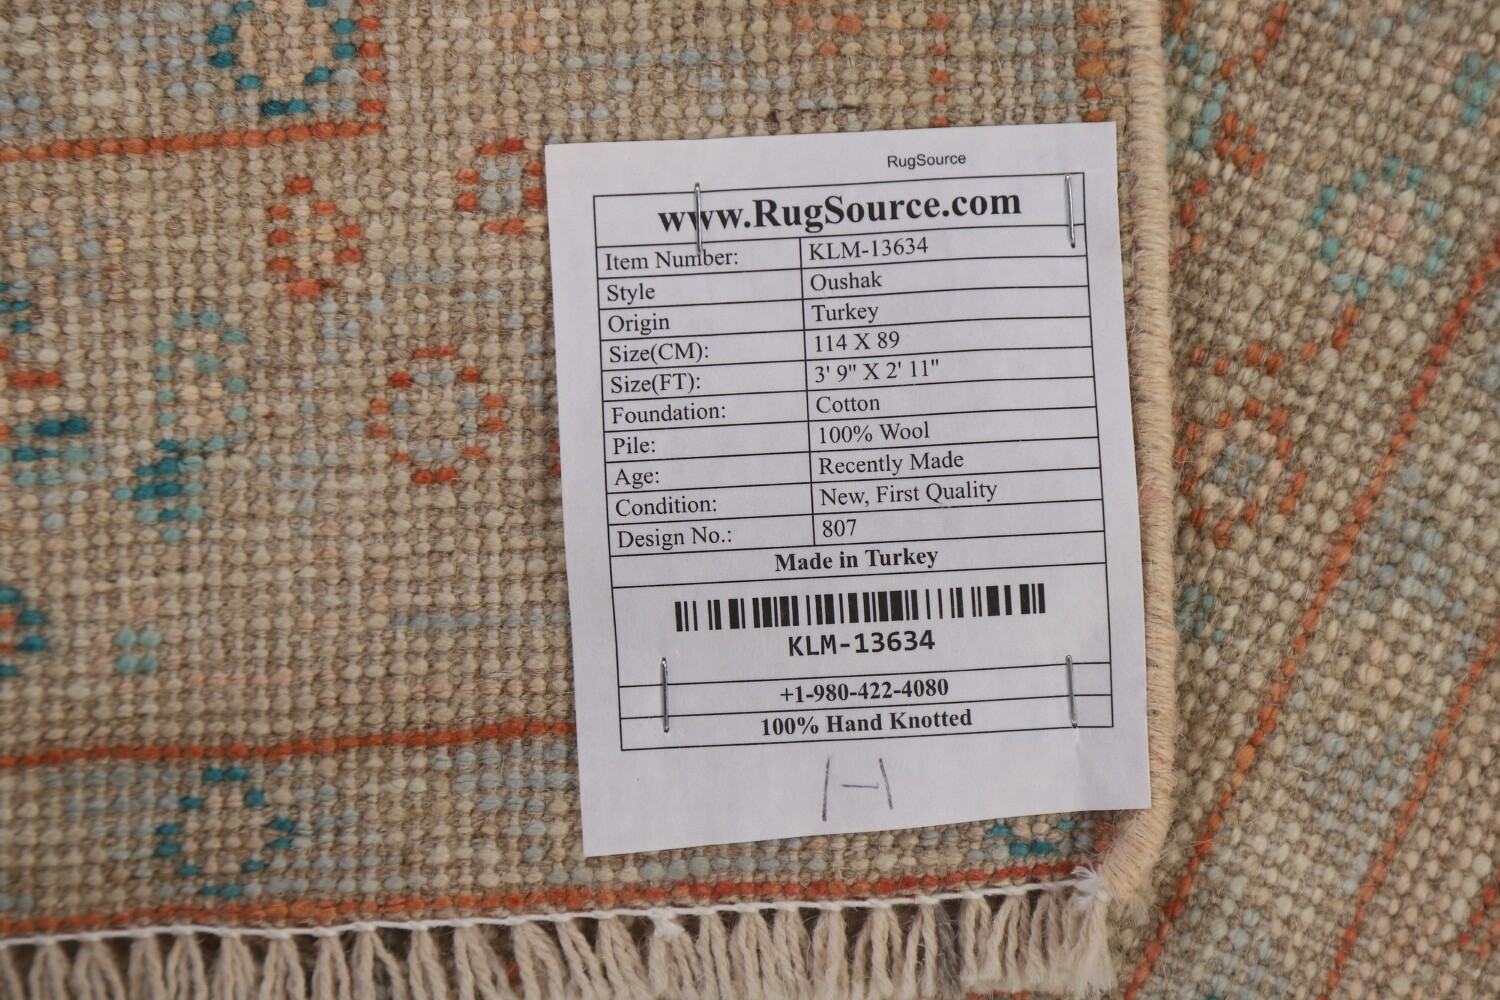 RugSource
www.RugSource.com
Item Number: KLM-13634
Style Oushak
Origin Turkey
Size(CM): 114 X 89
Size(FT): 3' 9" X 2' 11"
Foundation: Cotton
Pile: 100% Wool
Age: Recently Made
Condition: New, First Quality
Design No.: 807
Made in Turkey
KLM-13634
+1-980-422-4080
100% Hand Knotted
H